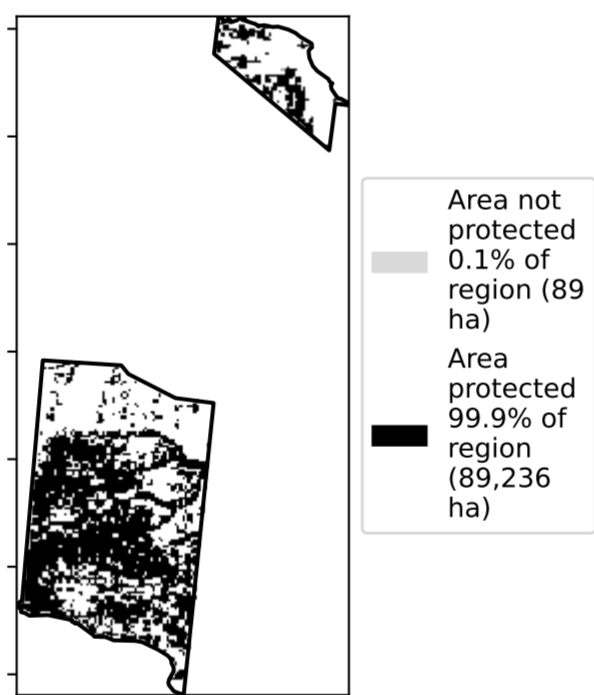 Area not
protected
0.1% of
region (89
ha)
Area
protected
99.9% of
region
(89,236
ha)